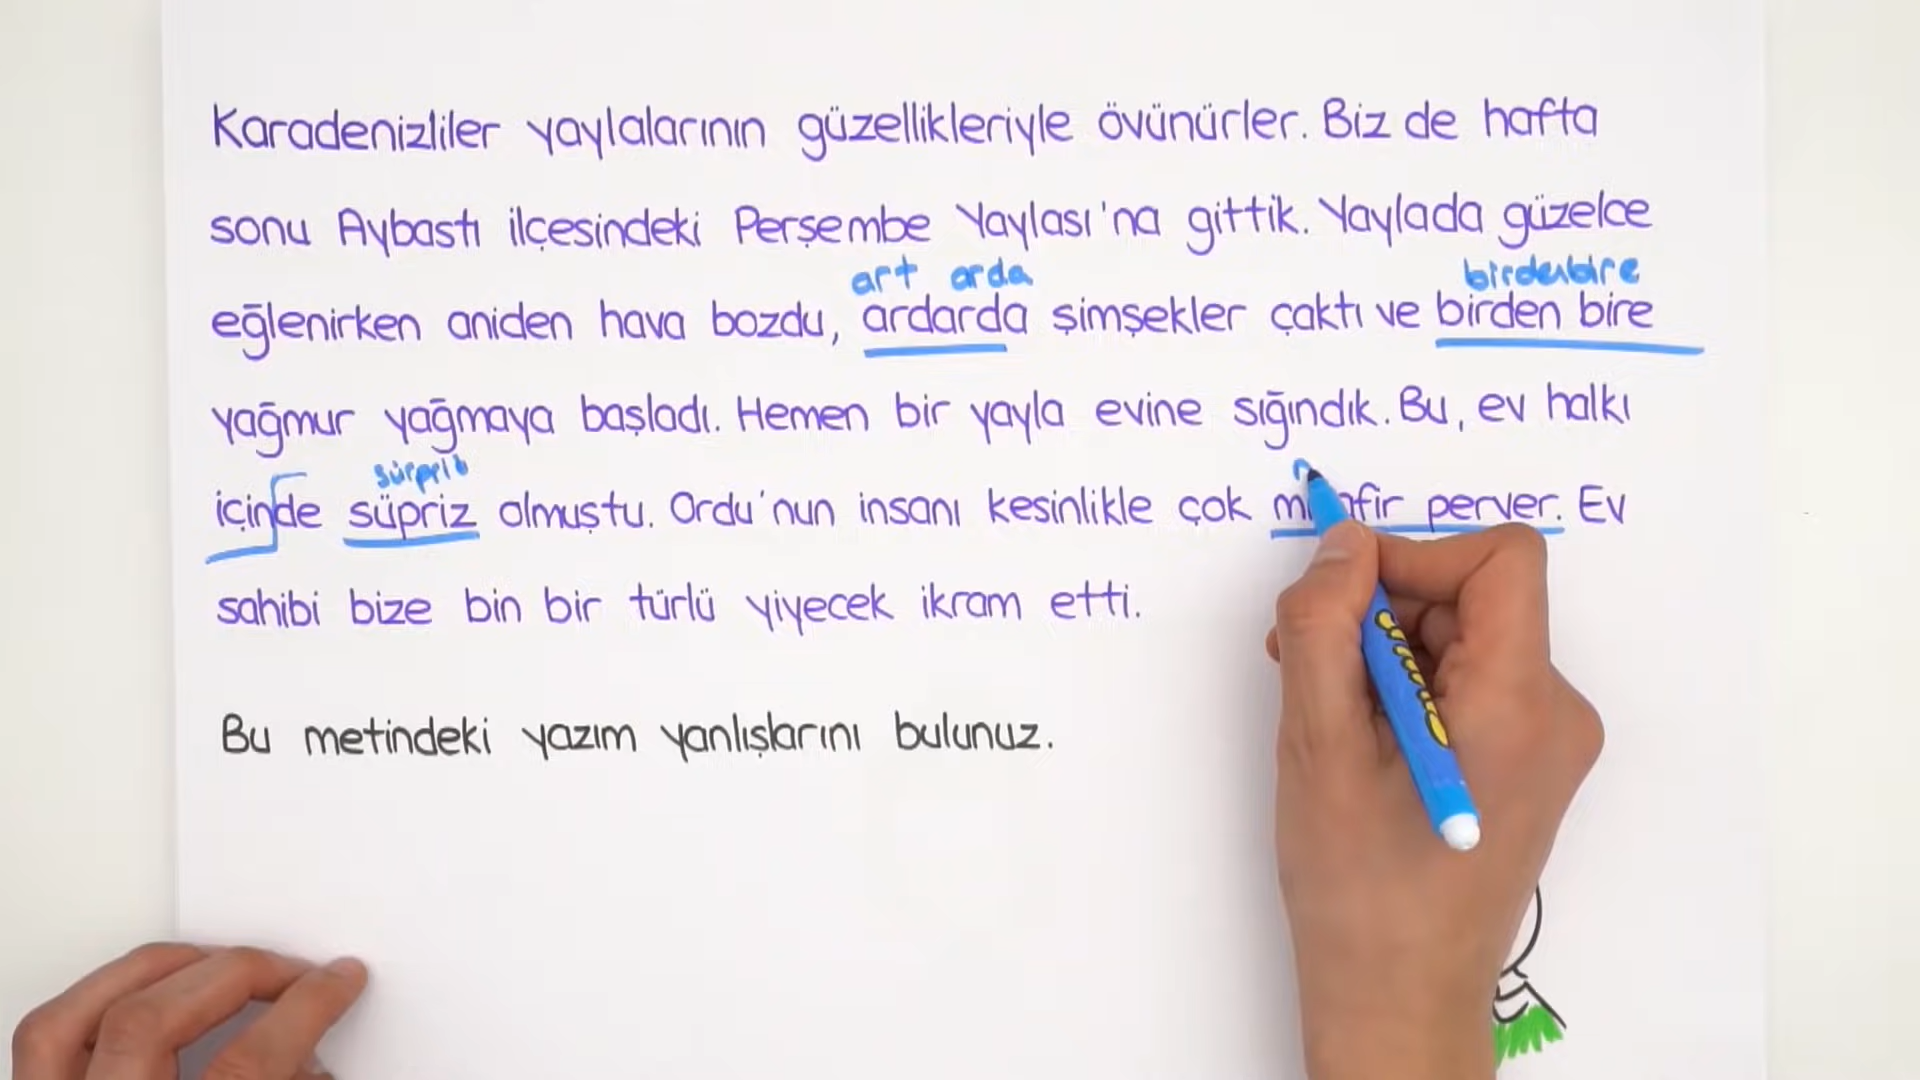 Karadenizliler yaylalarının güzellikleriyle övünürler. Biz de hafta
sonu Aybastı ilçesindeki Perşembe Yaylası'na gittik. Yaylada güzelce
art arda birdenbire
eğlenirken aniden hava bozdu, ardarda şimşekler çaktı ve birden bire
yağmur yağmaya başladı. Hemen bir yayla evine sığındık. Bu, ev halkı
sürpriz
içinde süpriz olmuştu. Ordu'nun insanı kesinlikle çok perver. Ev
sahibi bize bin bir türlü yiyecek ikram etti.
Bu metindeki yazım yanlışlarını bulunuz.